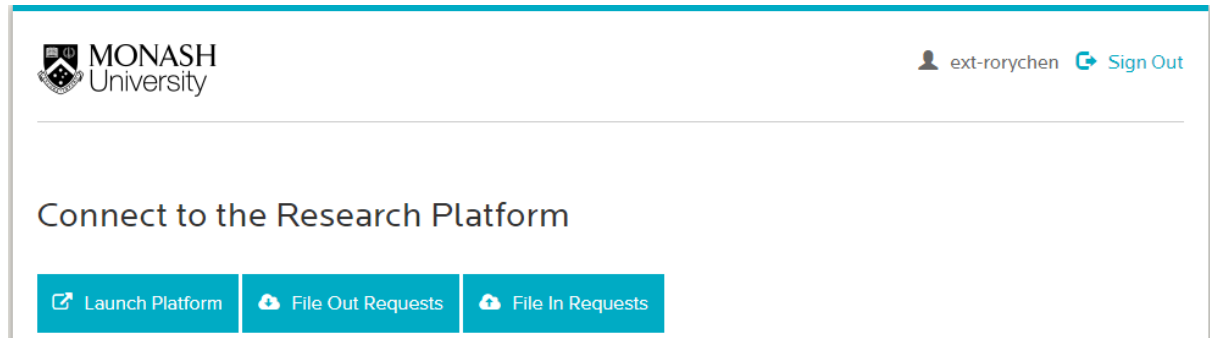 MONASH
University
ext-rorychen Sign Out
Connect to the Research Platform
Launch Platform File Out Requests File In Requests